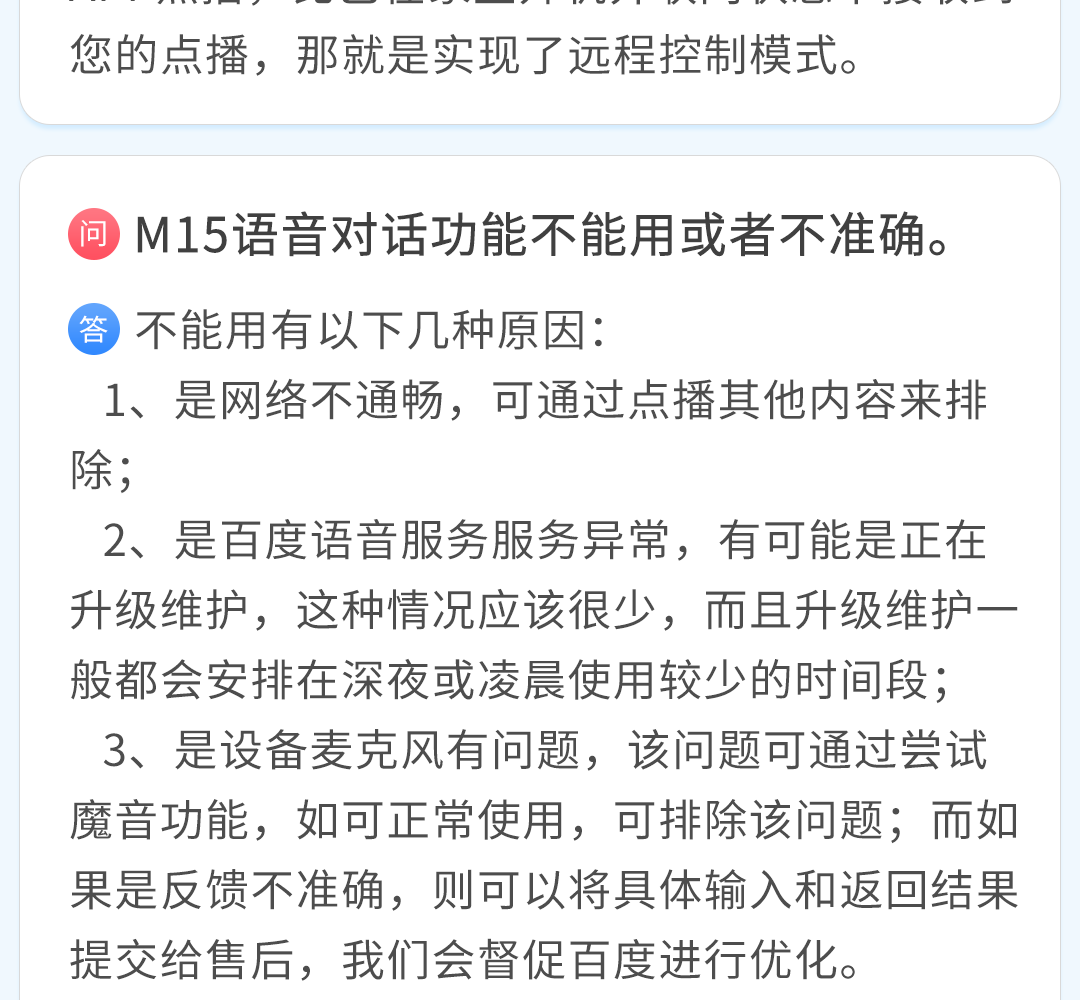 您的点播，那就是实现了远程控制模式。
问 M15语音对话功能不能用或者不准确。
答 不能用有以下几种原因：
1、是网络不通畅，可通过点播其他内容来排
除；
2、是百度语音服务服务异常，有可能是正在
升级维护，这种情况应该很少，而且升级维护一
般都会安排在深夜或凌晨使用较少的时间段；
3、是设备麦克风有问题，该问题可通过尝试
魔音功能，如可正常使用，可排除该问题；而如
果是反馈不准确，则可以将具体输入和返回结果
提交给售后，我们会督促百度进行优化。